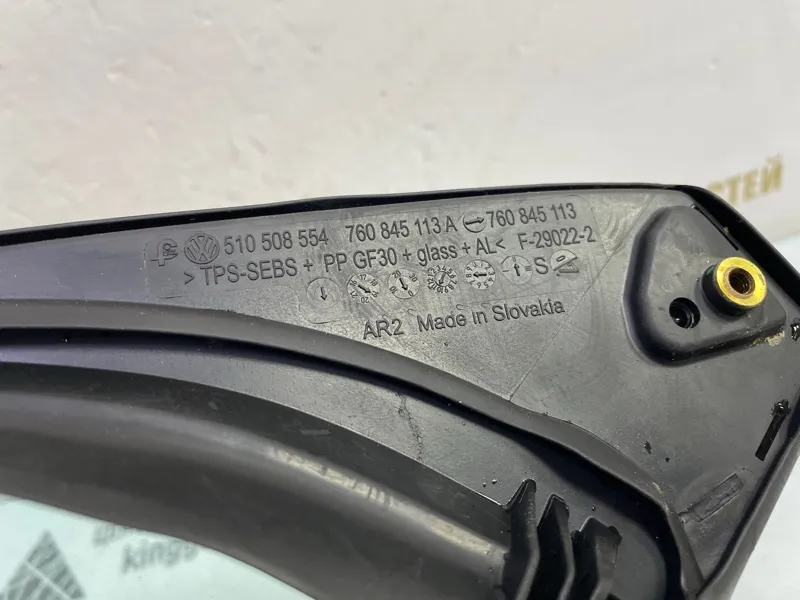 510 508 554 760 845 113 A 760 845 113
> TPS-SEBS + PP GF30 + glass + AL < F-29022-2
=S
AR2 Made in Slovakia
СТЕЙ